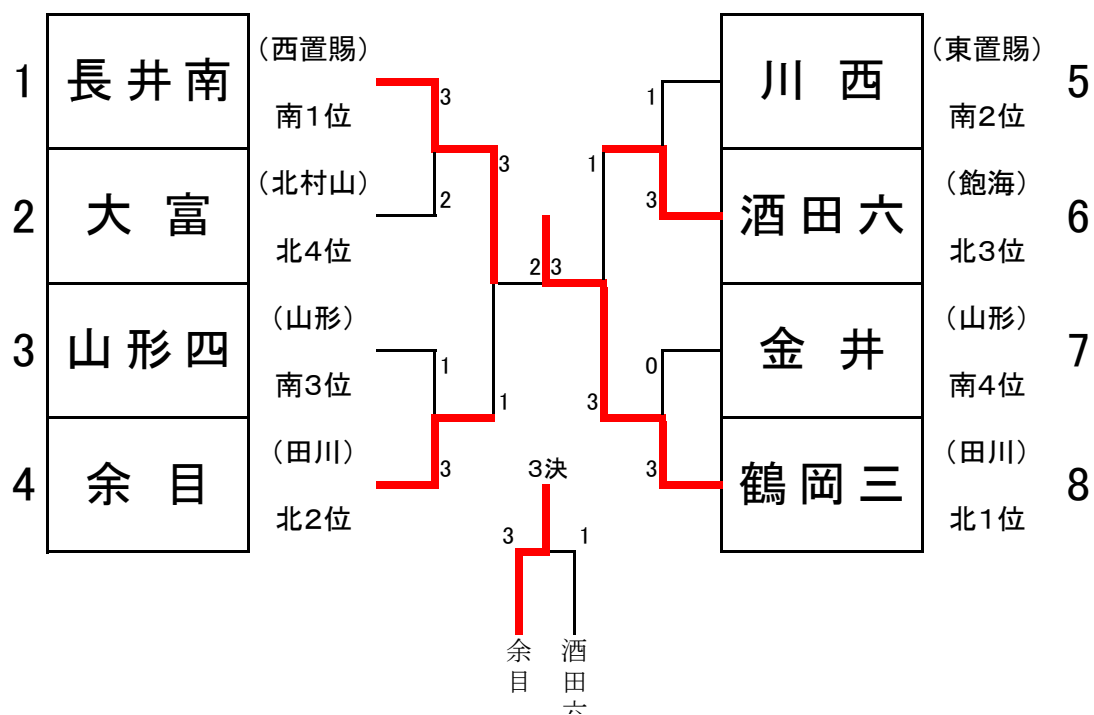 1
長井南
(西置賜)
南1位
2
大富
(北村山)
北4位
3
山形四
(山形)
南3位
4
余目
(田川)
北2位
3
2
1
3
3
1
2
3
1
3
1
3
0
3
川西
(東置賜)
南2位
5
酒田六
(飽海)
北3位
6
金井
(山形)
南4位
7
鶴岡三
(田川)
北1位
8
3決
3
1
余目
酒田六